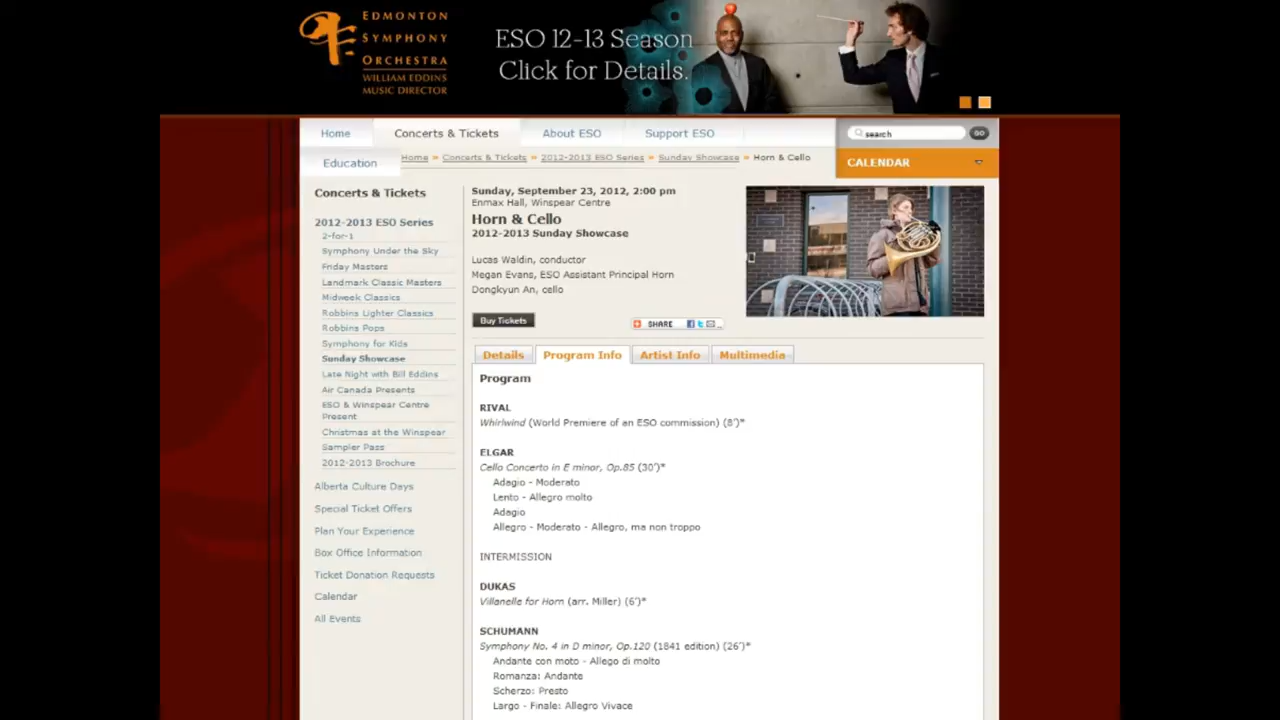 EDMONTON
SYMPHONY
ORCHESTRA
WILLIAM EDDINS
MUSIC DIRECTOR
ESO 12-13 Season
Click for Details.
Home
Concerts & Tickets
About ESO
Support ESO
search
GO
Education
Home » Concerts & Tickets » 2012-2013 ESO Series » Sunday Showcase » Horn & Cello
CALENDAR
Concerts & Tickets
2012-2013 ESO Series
2-for-1
Symphony Under the Sky
Friday Masters
Landmark Classic Masters
Midweek Classics
Robbins Lighter Classics
Robbins Pops
Symphony for Kids
Sunday Showcase
Late Night with Bill Eddins
Air Canada Presents
ESO & Winspear Centre
Present
Christmas at the Winspear
Sampler Pass
2012-2013 Brochure
Alberta Culture Days
Special Ticket Offers
Plan Your Experience
Box Office Information
Ticket Donation Requests
Calendar
All Events
Sunday, September 23, 2012, 2:00 pm
Enmax Hall, Winspear Centre
Horn & Cello
2012-2013 Sunday Showcase
Lucas Waldin, conductor
Megan Evans, ESO Assistant Principal Horn
Dongkyun An, cello
Buy Tickets
SHARE
Details
Program Info
Artist Info
Multimedia
Program
RIVAL
Whirlwind (World Premiere of an ESO commission) (8')*
ELGAR
Cello Concerto in E minor, Op.85 (30')*
Adagio - Moderato
Lento - Allegro molto
Adagio
Allegro - Moderato - Allegro, ma non troppo
INTERMISSION
DUKAS
Villanelle for Horn (arr. Miller) (6')*
SCHUMANN
Symphony No. 4 in D minor, Op.120 (1841 edition) (26')*
Andante con moto - Allego di molto
Romanza: Andante
Scherzo: Presto
Largo - Finale: Allegro Vivace